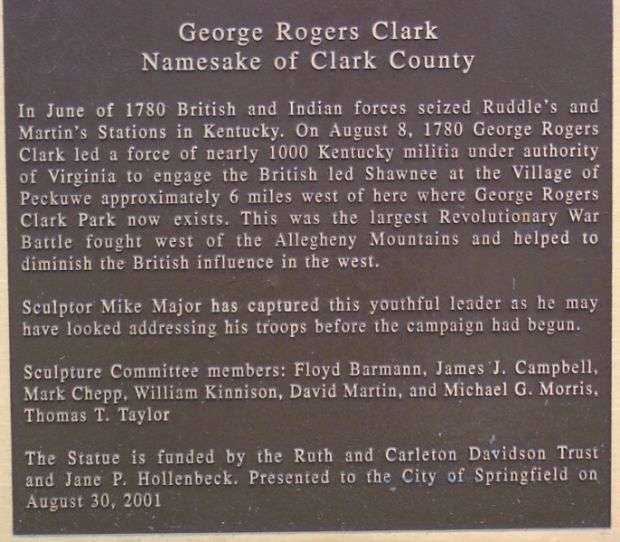 George Rogers Clark
Namesake of Clark County
In June of 1780 British and Indian forces seized Ruddle's and
Martin's Stations in Kentucky. On August 8, 1780 George Rogers
Clark led a force of nearly 1000 Kentucky militia under authority
of Virginia to engage the British led Shawnee at the Village of
Peckuwe approximately 6 miles west of here where George Rogers
Clark Park now exists. This was the largest Revolutionary War
Battle fought west of the Allegheny Mountains and helped to
diminish the British influence in the west.
Sculptor Mike Major has captured this youthful leader as he may
have looked addressing his troops before the campaign had begun.
Sculpture Committee members: Floyd Barmann, James J. Campbell,
Mark Chepp, William Kinnison, David Martin, and Michael G. Morris,
Thomas T. Taylor
The Statue is funded by the Ruth and Carleton Davidson Trust
and Jane P. Hollenbeck. Presented to the City of Springfield on
August 30, 2001